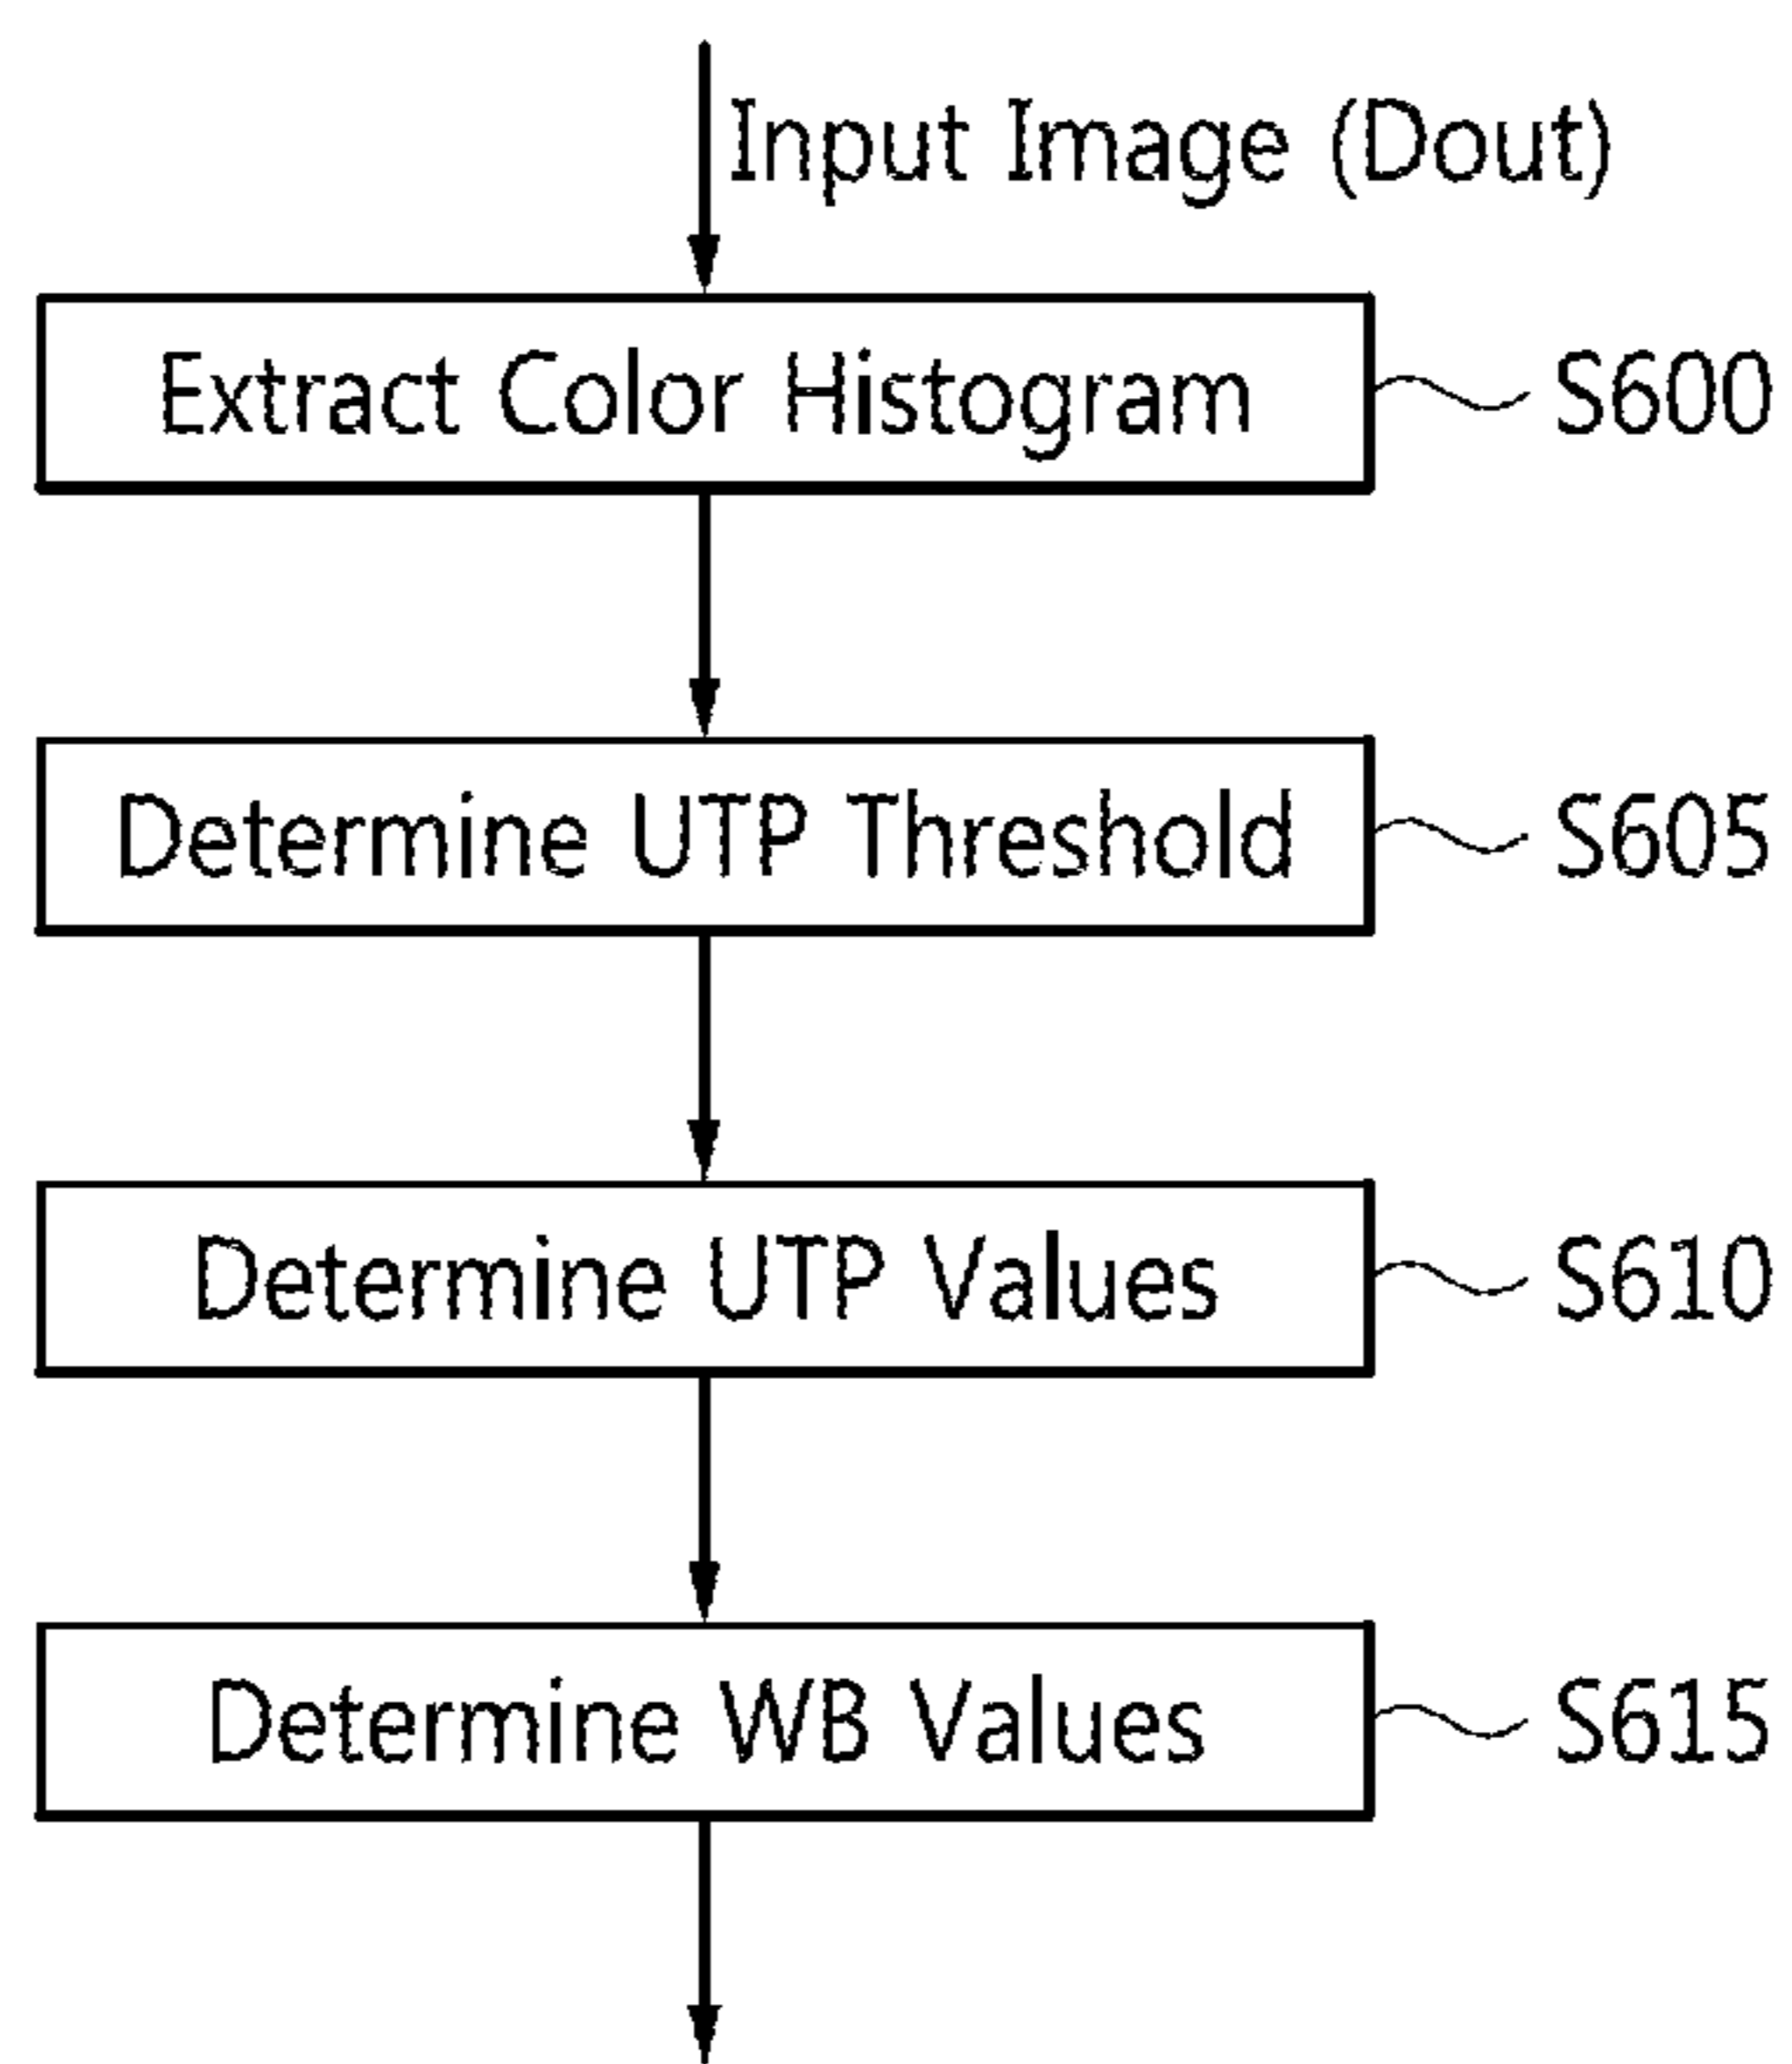 Input Image (Dout)
Extract Color Histogram
S600
Determine UTP Threshold
S605
Determine UTP Values
S610
Determine WB Values
S615